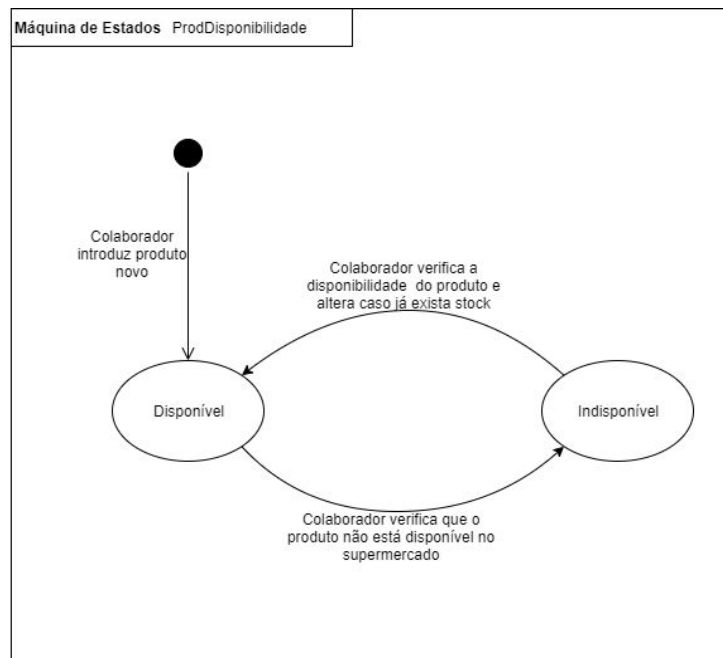 Máquina de Estados ProdDisponibilidade
Colaborador
introduz produto
novo
Colaborador verifica a
disponibilidade do produto e
altera caso já exista stock
Disponível
Indisponível
Colaborador verifica que o
produto não está disponível no
supermercado